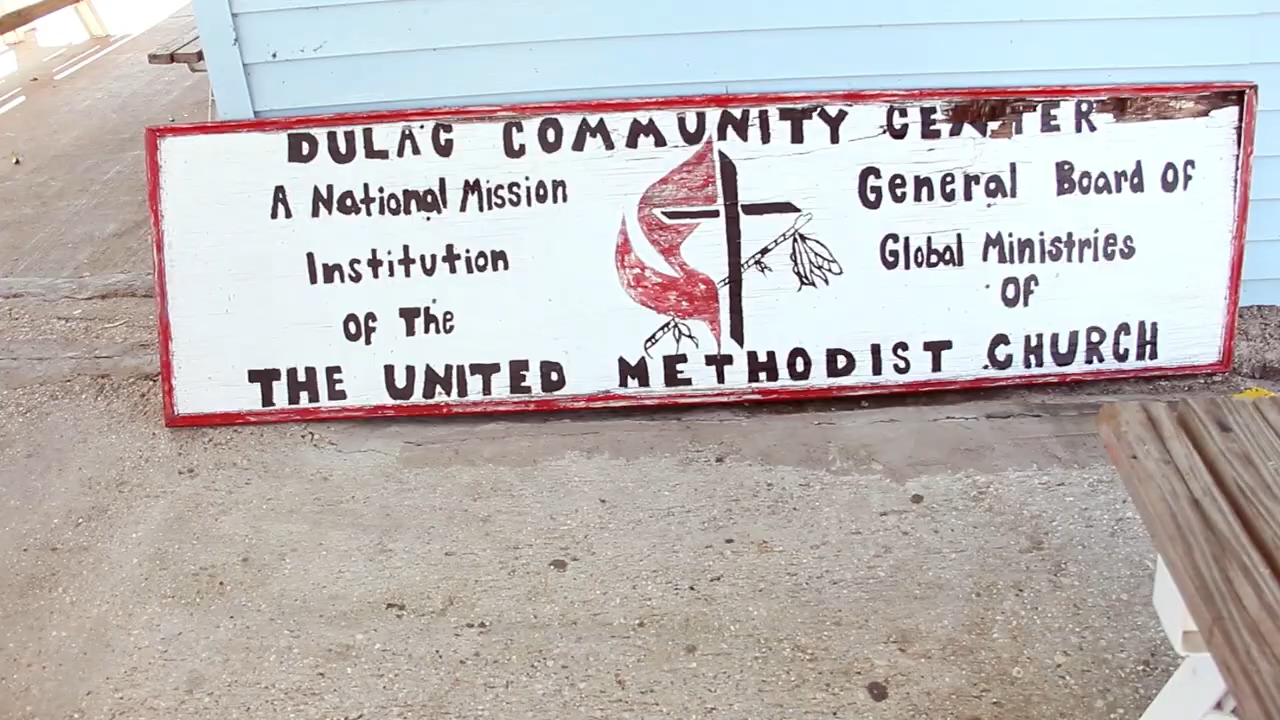 DULAC COMMUNITY CENTER
A National Mission
Institution
Of The
General Board Of
Global Ministries
Of
THE UNITED METHODIST CHURCH